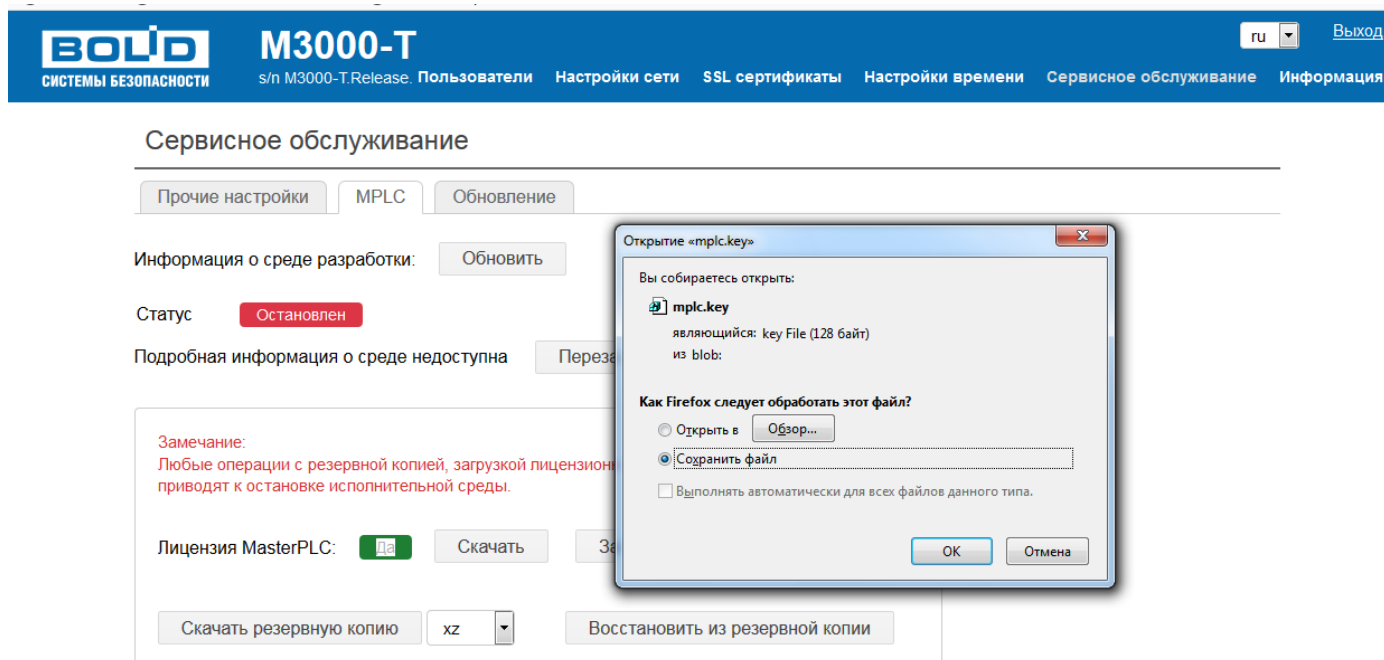 BOLID
СИСТЕМЫ БЕЗОПАСНОСТИ
M3000-T
s/n M3000-T.Release.
ru
Выход
Пользователи Настройки сети SSL сертификаты Настройки времени Сервисное обслуживание Информация
Сервисное обслуживание
Прочие настройки MPLC Обновление
Информация о среде разработки: Обновить
Статус Остановлен
Подробная информация о среде недоступна
Замечание:
Любые операции с резервной копией, загрузкой
приводят к остановке исполнительной среды.
Лицензия MasterPLC: Да Скачать
Скачать резервную копию xz Восстановить из резервной копии
Открытие «mplc.key»
Вы собираетесь открыть:
mplc.key
являющийся: key File (128 байт)
из blob:
Как Firefox следует обработать этот файл?
Открыть в Обзор...
Сохранить файл
Выполнять автоматически для всех файлов данного типа.
OK Отмена